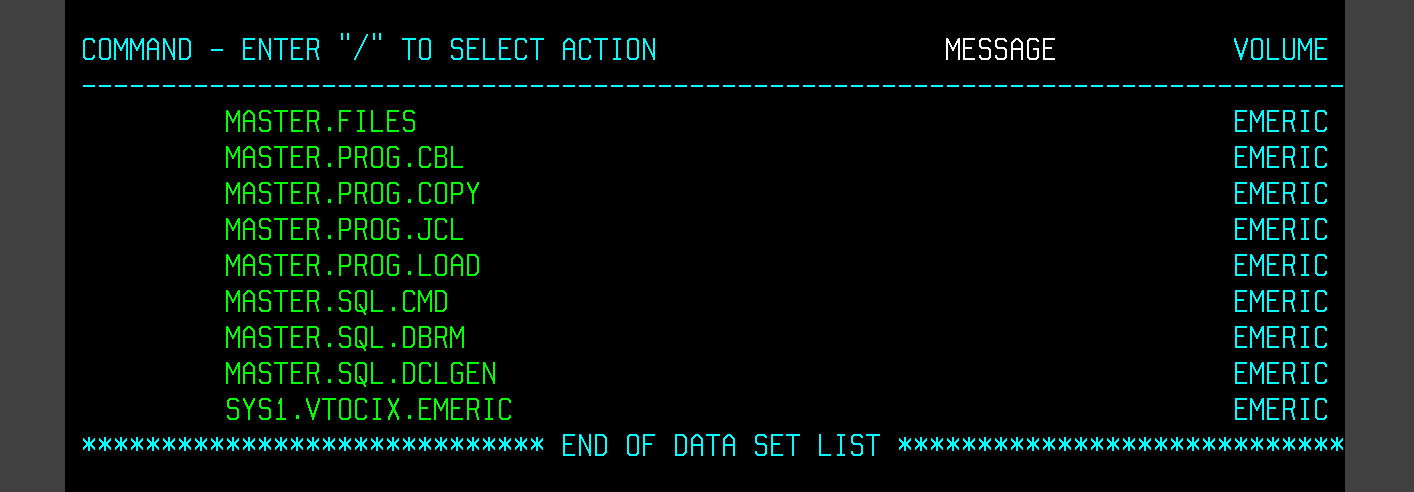 COMMAND - ENTER "/" TO SELECT ACTION MESSAGE VOLUME
-------------------------------------------------------------------------------
MASTER.FILES EMERIC
MASTER.PROG.CBL EMERIC
MASTER.PROG.COPY EMERIC
MASTER.PROG.JCL EMERIC
MASTER.PROG.LOAD EMERIC
MASTER.SQL.CMD EMERIC
MASTER.SQL.DBRM EMERIC
MASTER.SQL.DCLGEN EMERIC
SYS1.VTOCIX.EMERIC EMERIC
***************************** END OF DATA SET LIST ****************************